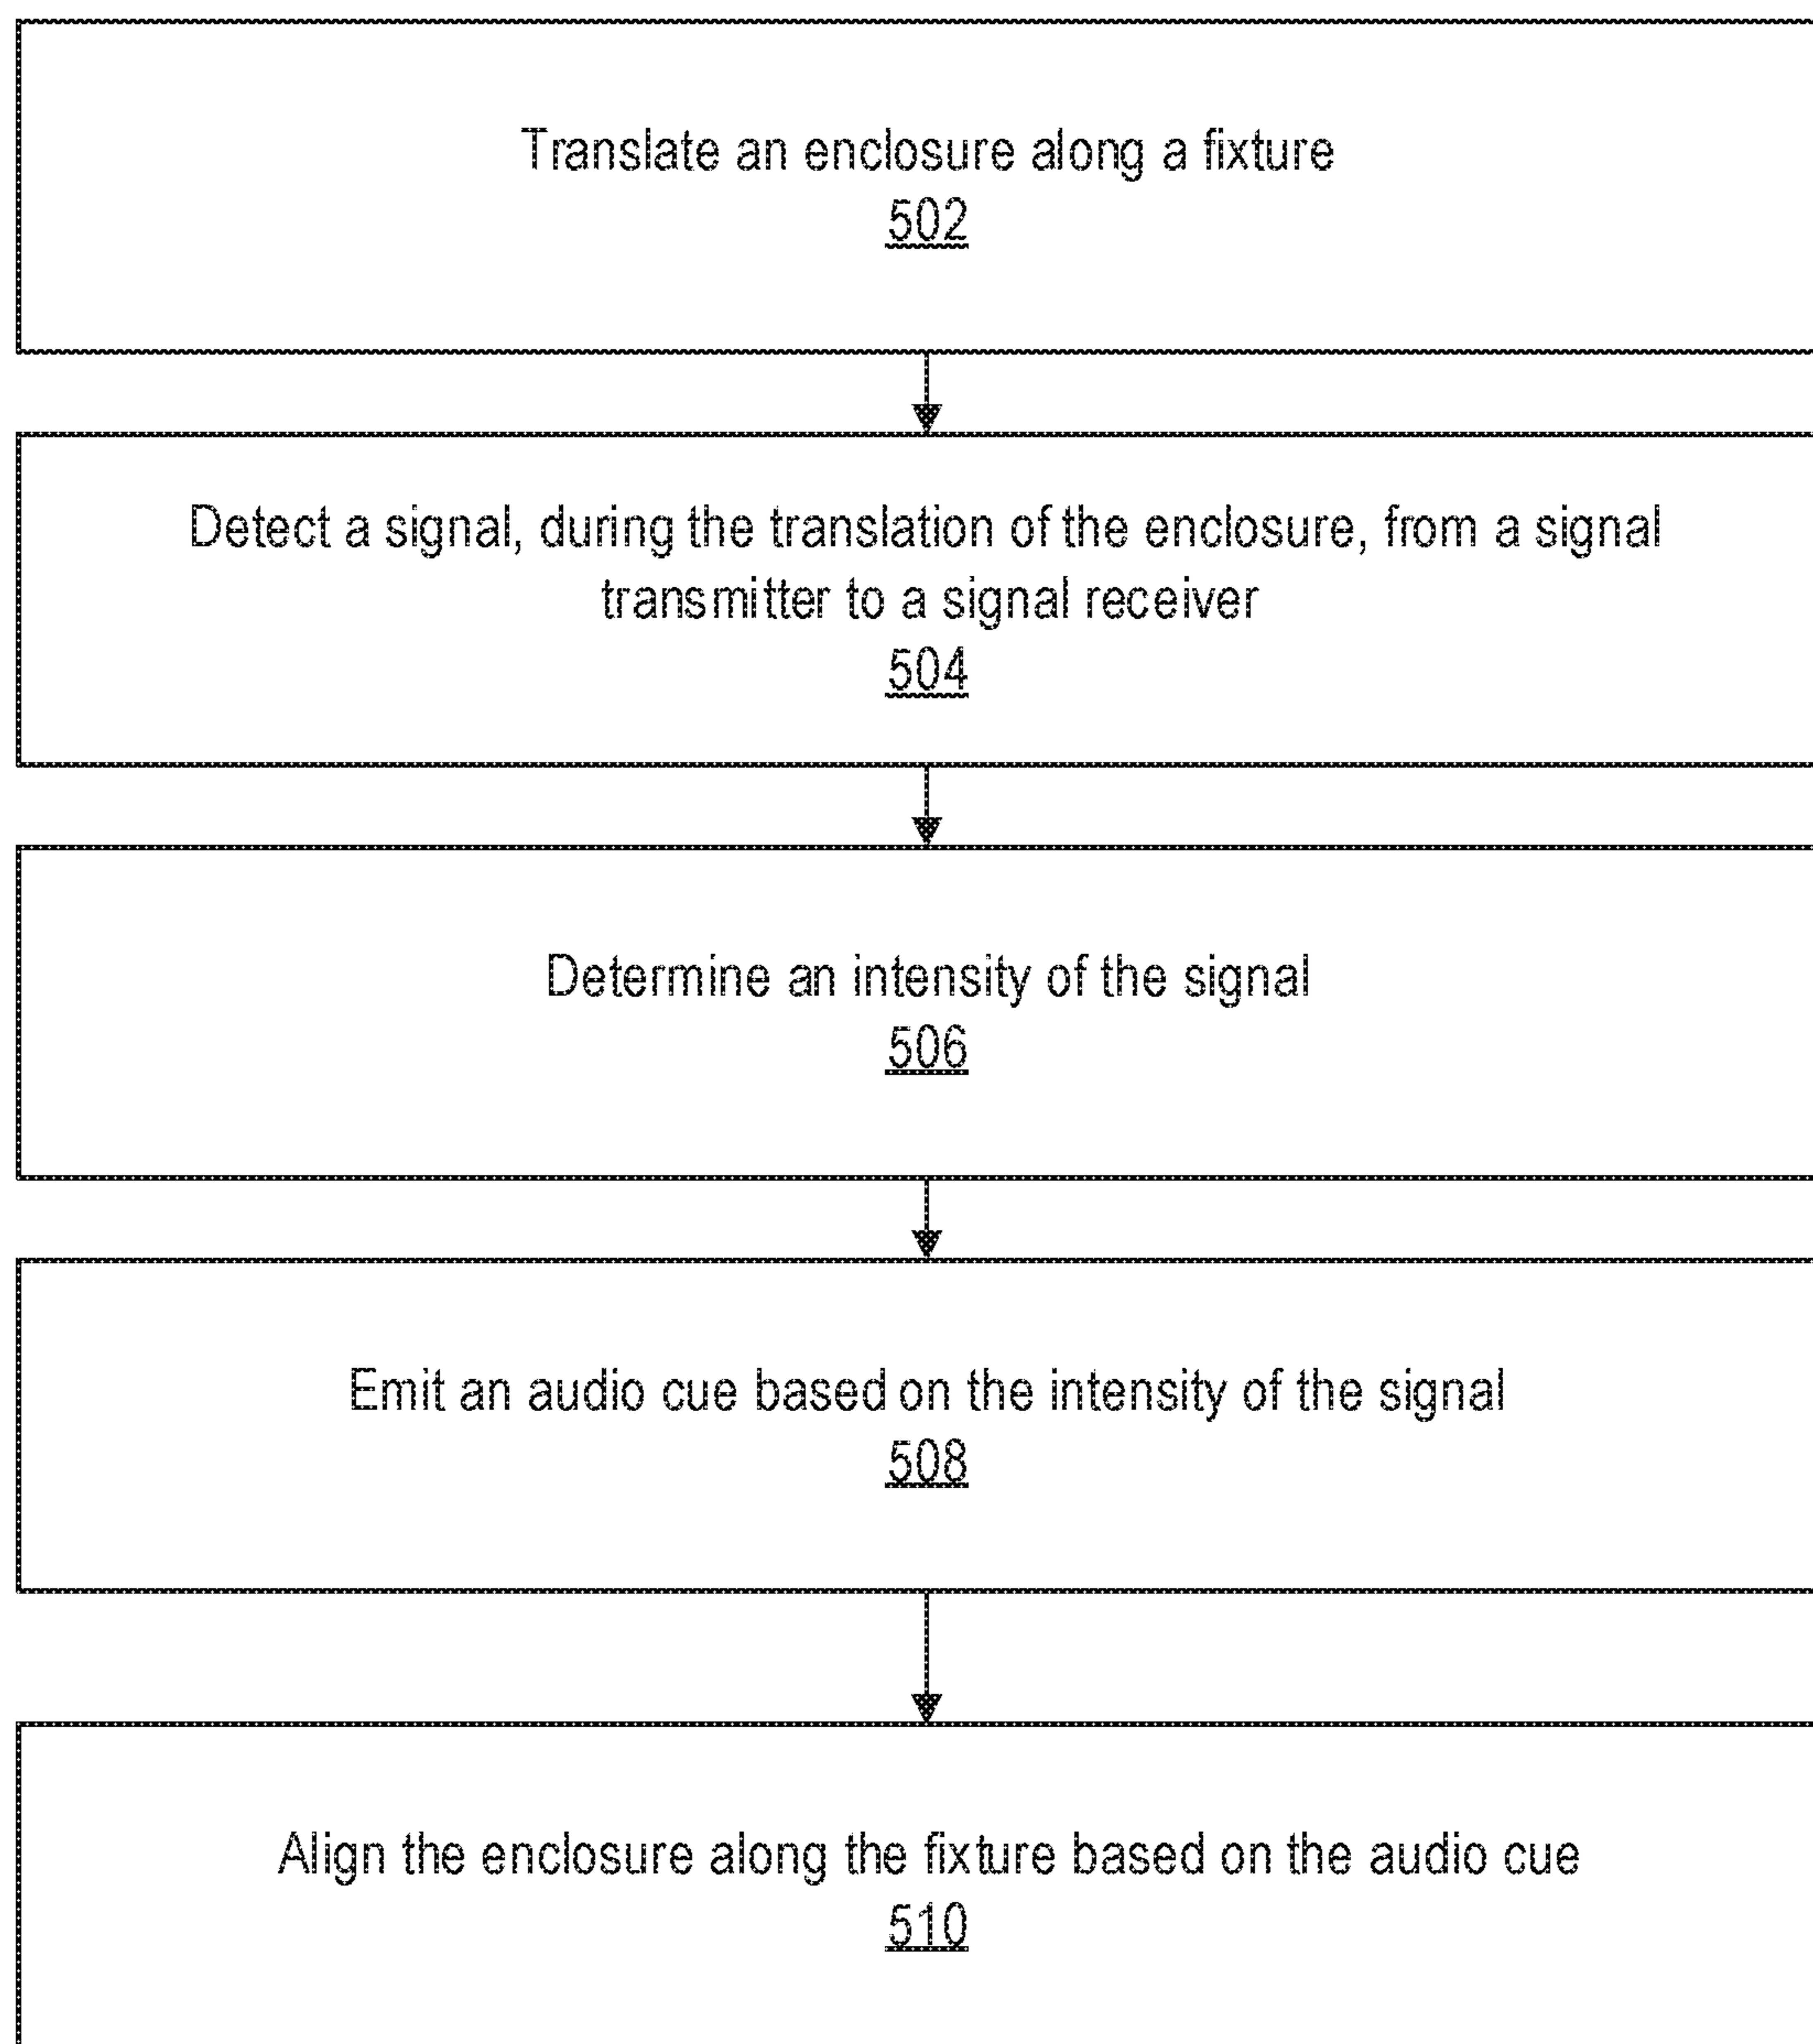 Translate an enclosure along a fixture
502
Detect a signal, during the translation of the enclosure, from a signal
transmitter to a signal receiver
504
Determine an intensity of the signal
506
Emit an audio cue based on the intensity of the signal
508
Align the enclosure along the fixture based on the audio cue
510